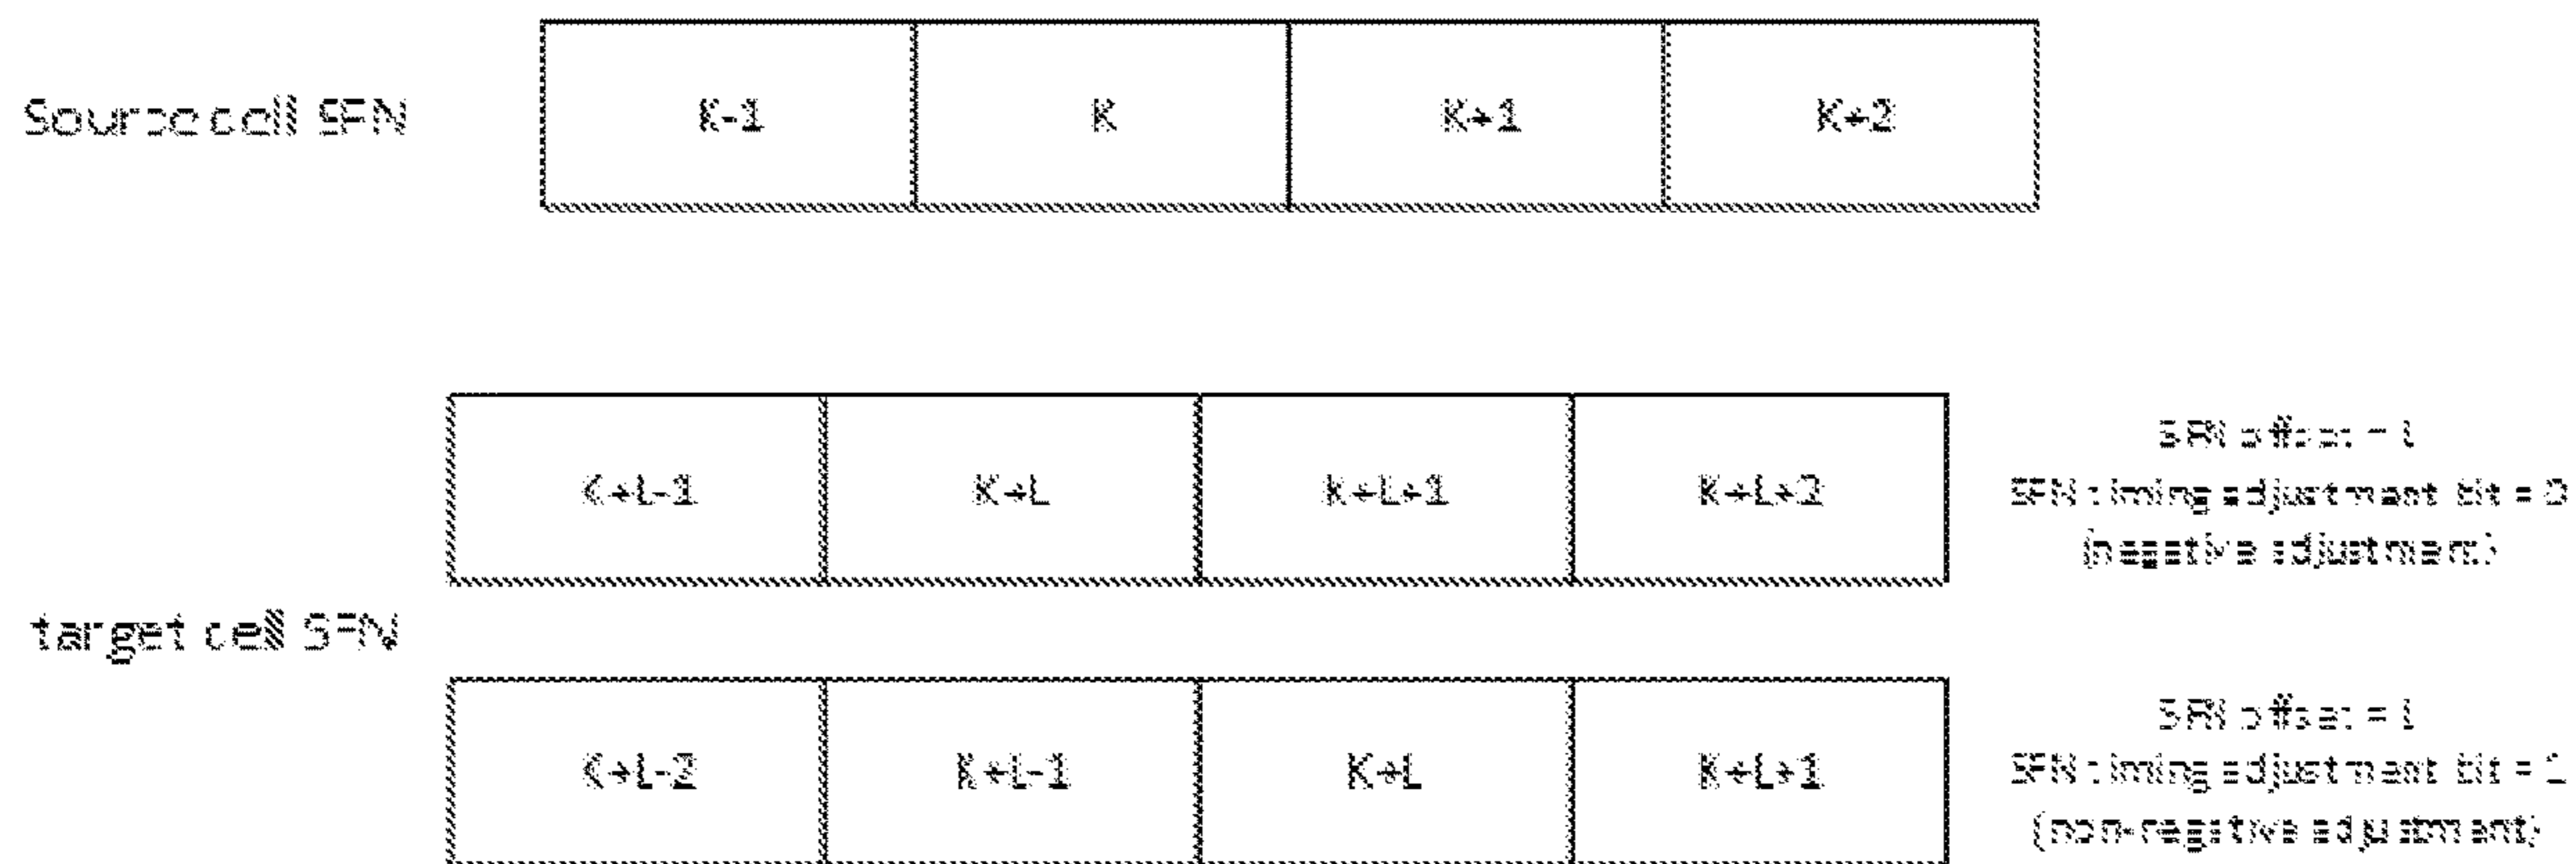 Source cell SFN
K-1
K
K+1
K+2
target cell SFN
K+L-1
K+L
k+L+1
K+L+2
SFN offset = L
SFN timing adjustment bit = 0
(negative adjustment)
K+L-2
K+L-1
K+L
K+L+1
SFN offset = L
SFN timing adjustment bit = 1
(non-negative adjustment)